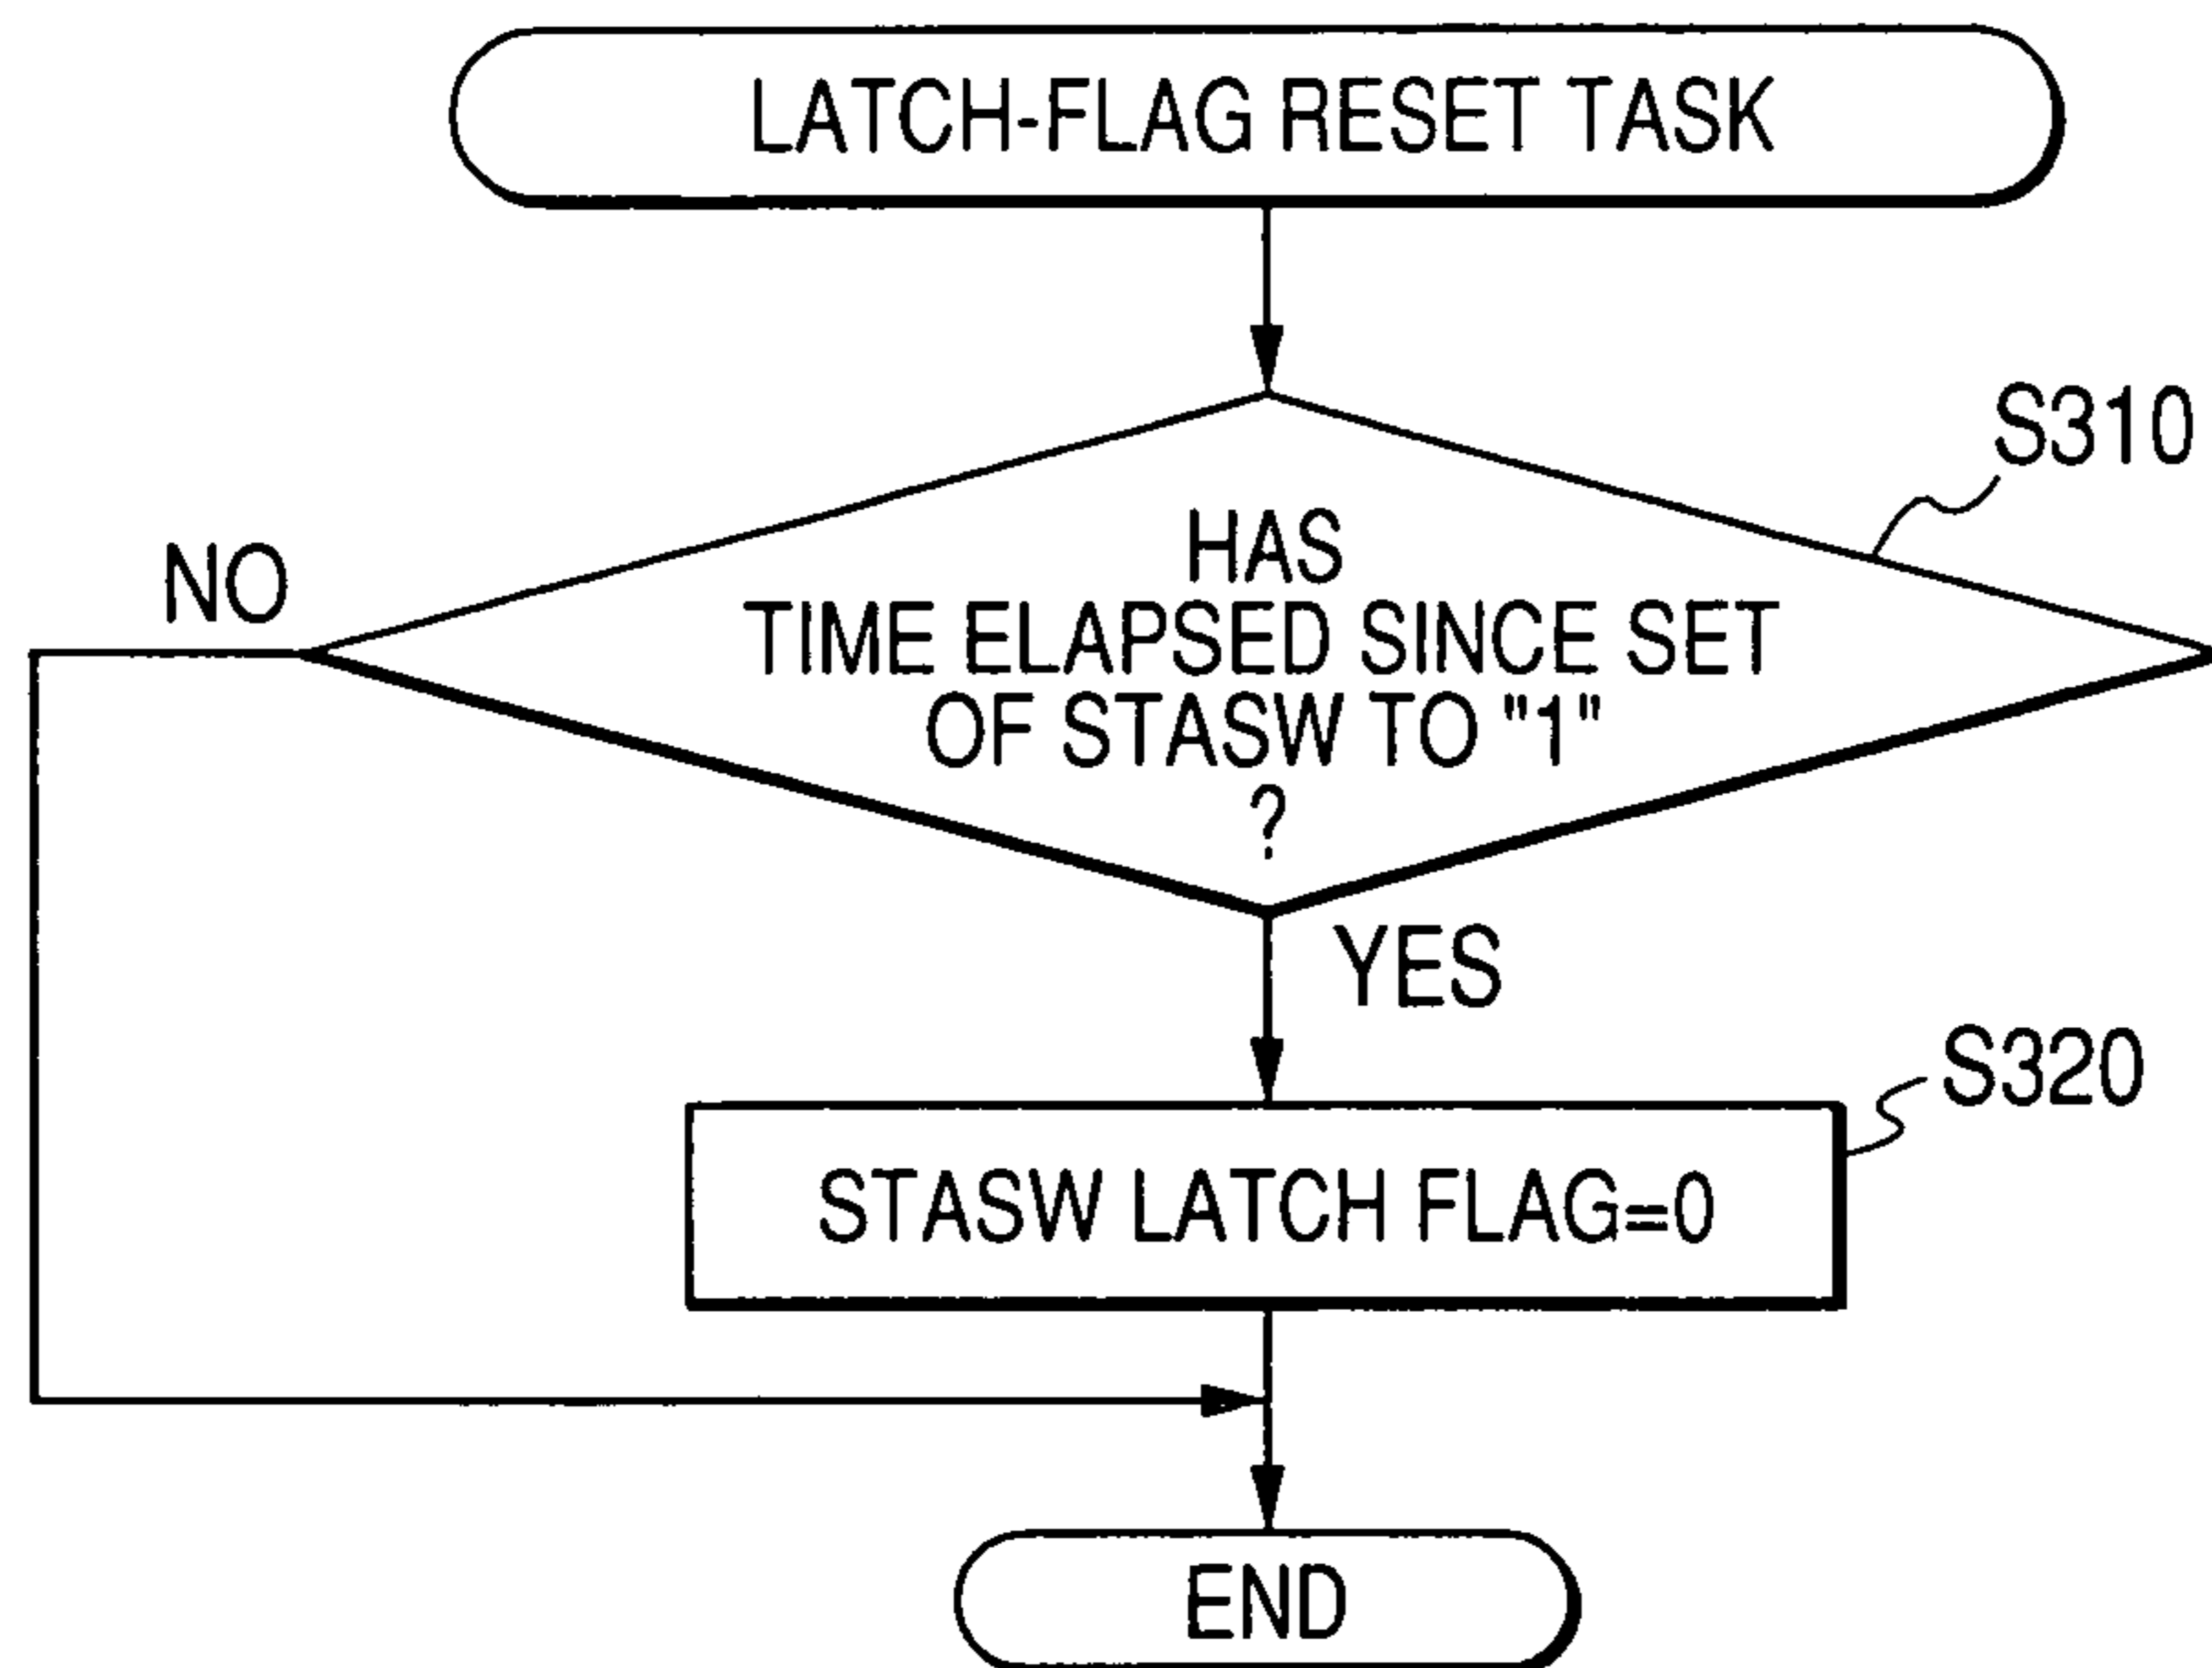 LATCH-FLAG RESET TASK
S310
HAS
NO
TIME ELAPSED SINCE SET
OF STASW TO "1"
?
YES
S320
STASW LATCH FLAG=0
END